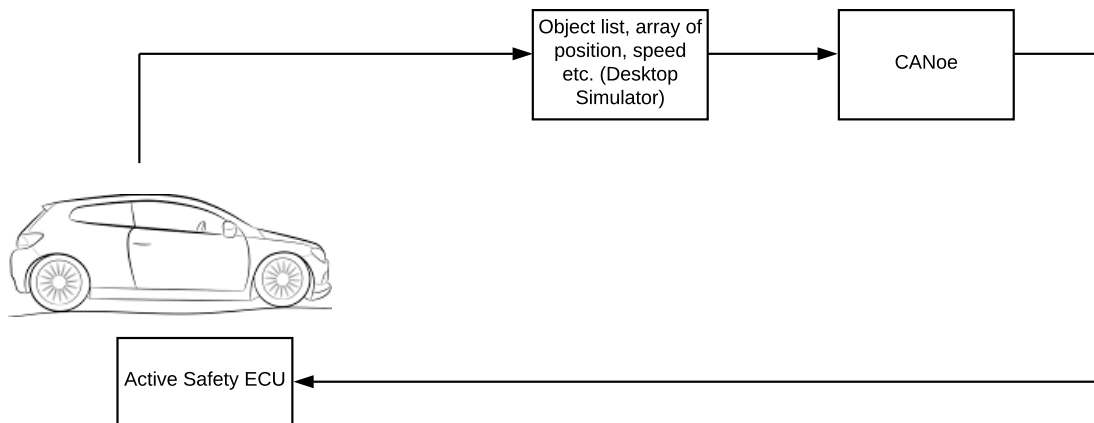 Object list, array of
position, speed
etc. (Desktop
Simulator)
CANoe
Active Safety ECU